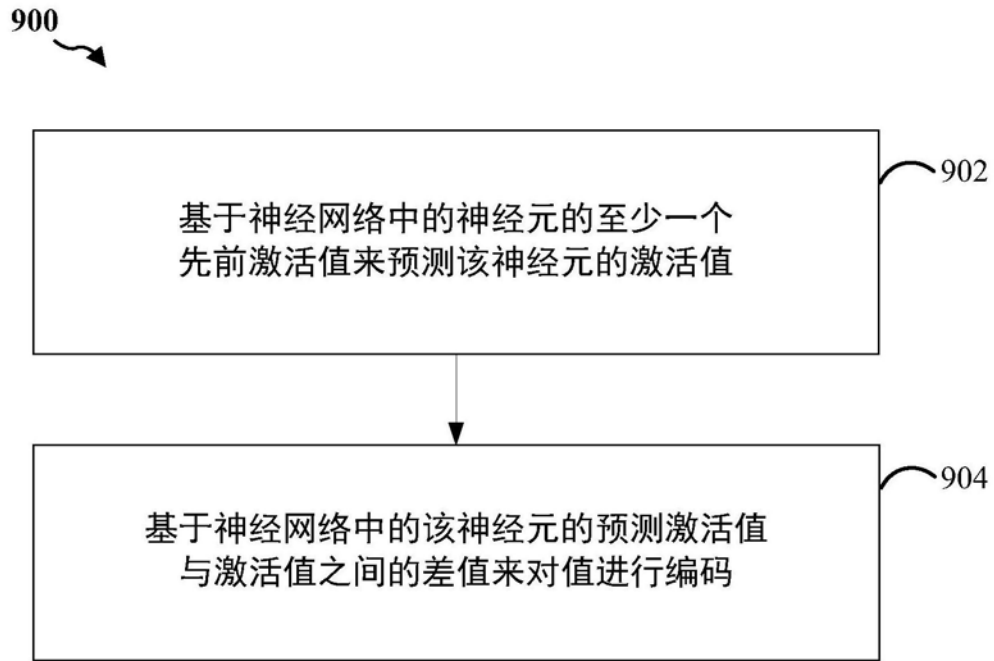 900
基于神经网络中的神经元的至少一个
先前激活值来预测该神经元的激活值
902
基于神经网络中的该神经元的预测激活值
与激活值之间的差值来对值进行编码
904